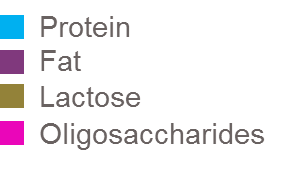 Protein
Fat
Lactose
Oligosaccharides